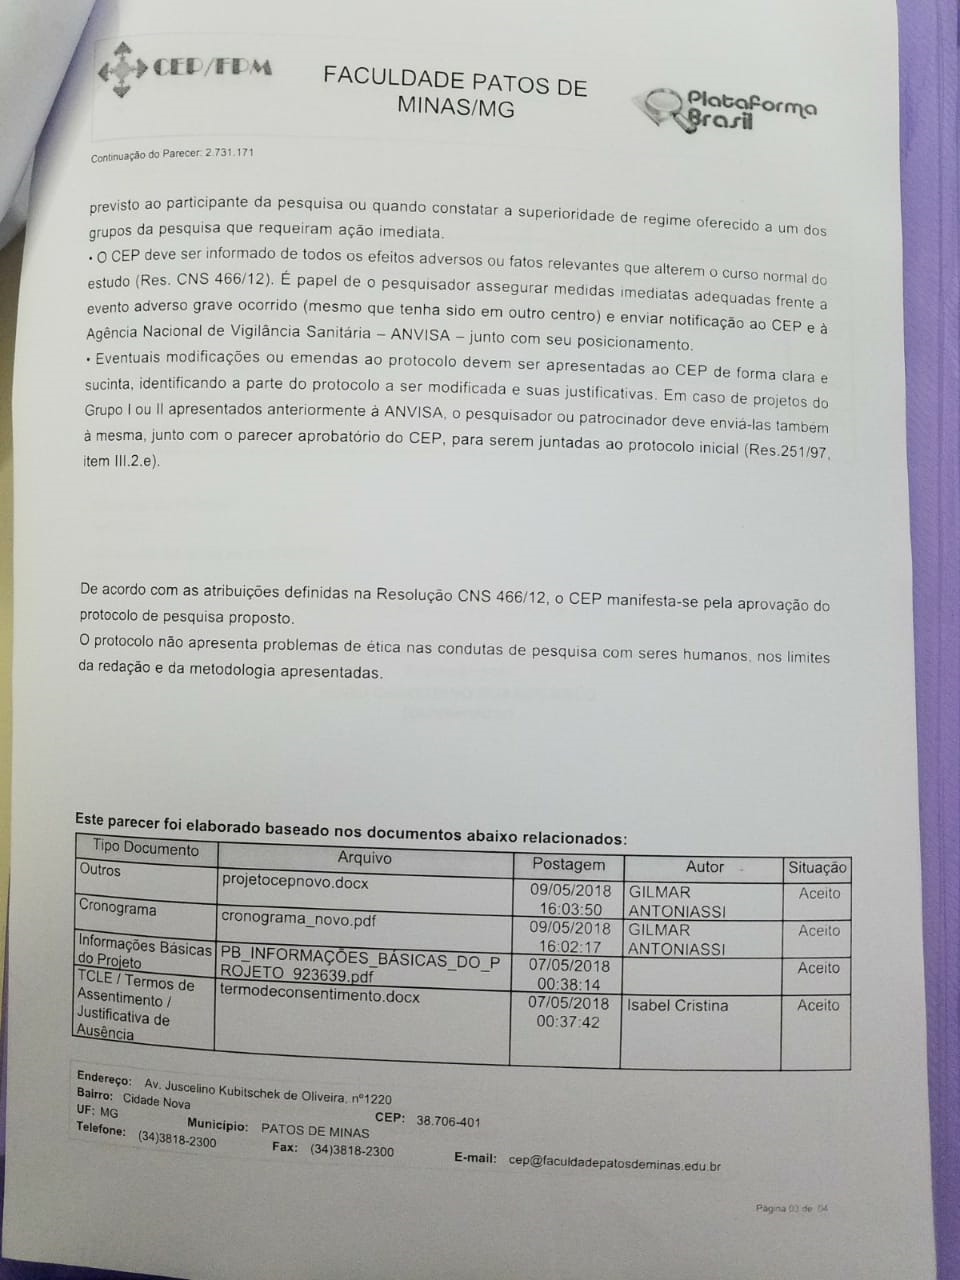 CEP/FPM
FACULDADE PATOS DE
MINAS/MG
Plataforma
Brasil
Continuação do Parecer: 2.731.171
previsto ao participante da pesquisa ou quando constatar a superioridade de regime oferecido a um dos
grupos da pesquisa que requeiram ação imediata.
• O CEP deve ser informado de todos os efeitos adversos ou fatos relevantes que alterem o curso normal do
estudo (Res. CNS 466/12). É papel de o pesquisador assegurar medidas imediatas adequadas frente a
evento adverso grave ocorrido (mesmo que tenha sido em outro centro) e enviar notificação ao CEP e à
Agência Nacional de Vigilância Sanitária – ANVISA – junto com seu posicionamento.
• Eventuais modificações ou emendas ao protocolo devem ser apresentadas ao CEP de forma clara e
sucinta, identificando a parte do protocolo a ser modificada e suas justificativas. Em caso de projetos do
Grupo I ou II apresentados anteriormente à ANVISA, o pesquisador ou patrocinador deve enviá-las também
à mesma, junto com o parecer aprobatório do CEP, para serem juntadas ao protocolo inicial (Res.251/97,
item III.2.e).
De acordo com as atribuições definidas na Resolução CNS 466/12, o CEP manifesta-se pela aprovação do
protocolo de pesquisa proposto.
O protocolo não apresenta problemas de ética nas condutas de pesquisa com seres humanos, nos limites
da redação e da metodologia apresentadas.
Este parecer foi elaborado baseado nos documentos abaixo relacionados:
Tipo Documento Arquivo Postagem Autor Situação
Outros projetocepnovo.docx 09/05/2018 GILMAR Aceito
16:03:50 ANTONIASSI
Cronograma cronograma_novo.pdf 09/05/2018 GILMAR Aceito
16:02:17 ANTONIASSI
Informações Básicas PB_INFORMAÇÕES_BÁSICAS_DO_P 07/05/2018 Aceito
do Projeto ROJETO_923639.pdf 00:38:14
TCLE / Termos de termodeconsentimento.docx 07/05/2018 Isabel Cristina Aceito
Assentimento / 00:37:42
Justificativa de
Ausência
Endereço: Av. Juscelino Kubitschek de Oliveira, nº1220
Bairro: Cidade Nova CEP: 38.706-401
UF: MG Município: PATOS DE MINAS
Telefone: (34)3818-2300 Fax: (34)3818-2300 E-mail: cep@faculdadepatosdeminas.edu.br
Página 03 de 04